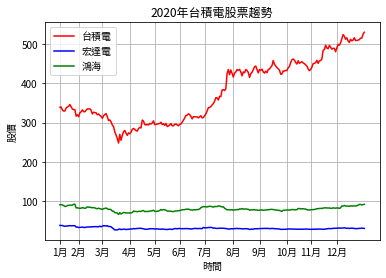 2020年台積電股票趨勢
台積電
宏達電
鴻海
股價
500
400
300
200
100
1月 2月 3月 4月 5月 6月 7月 8月 9月 10月 11月 12月
時間